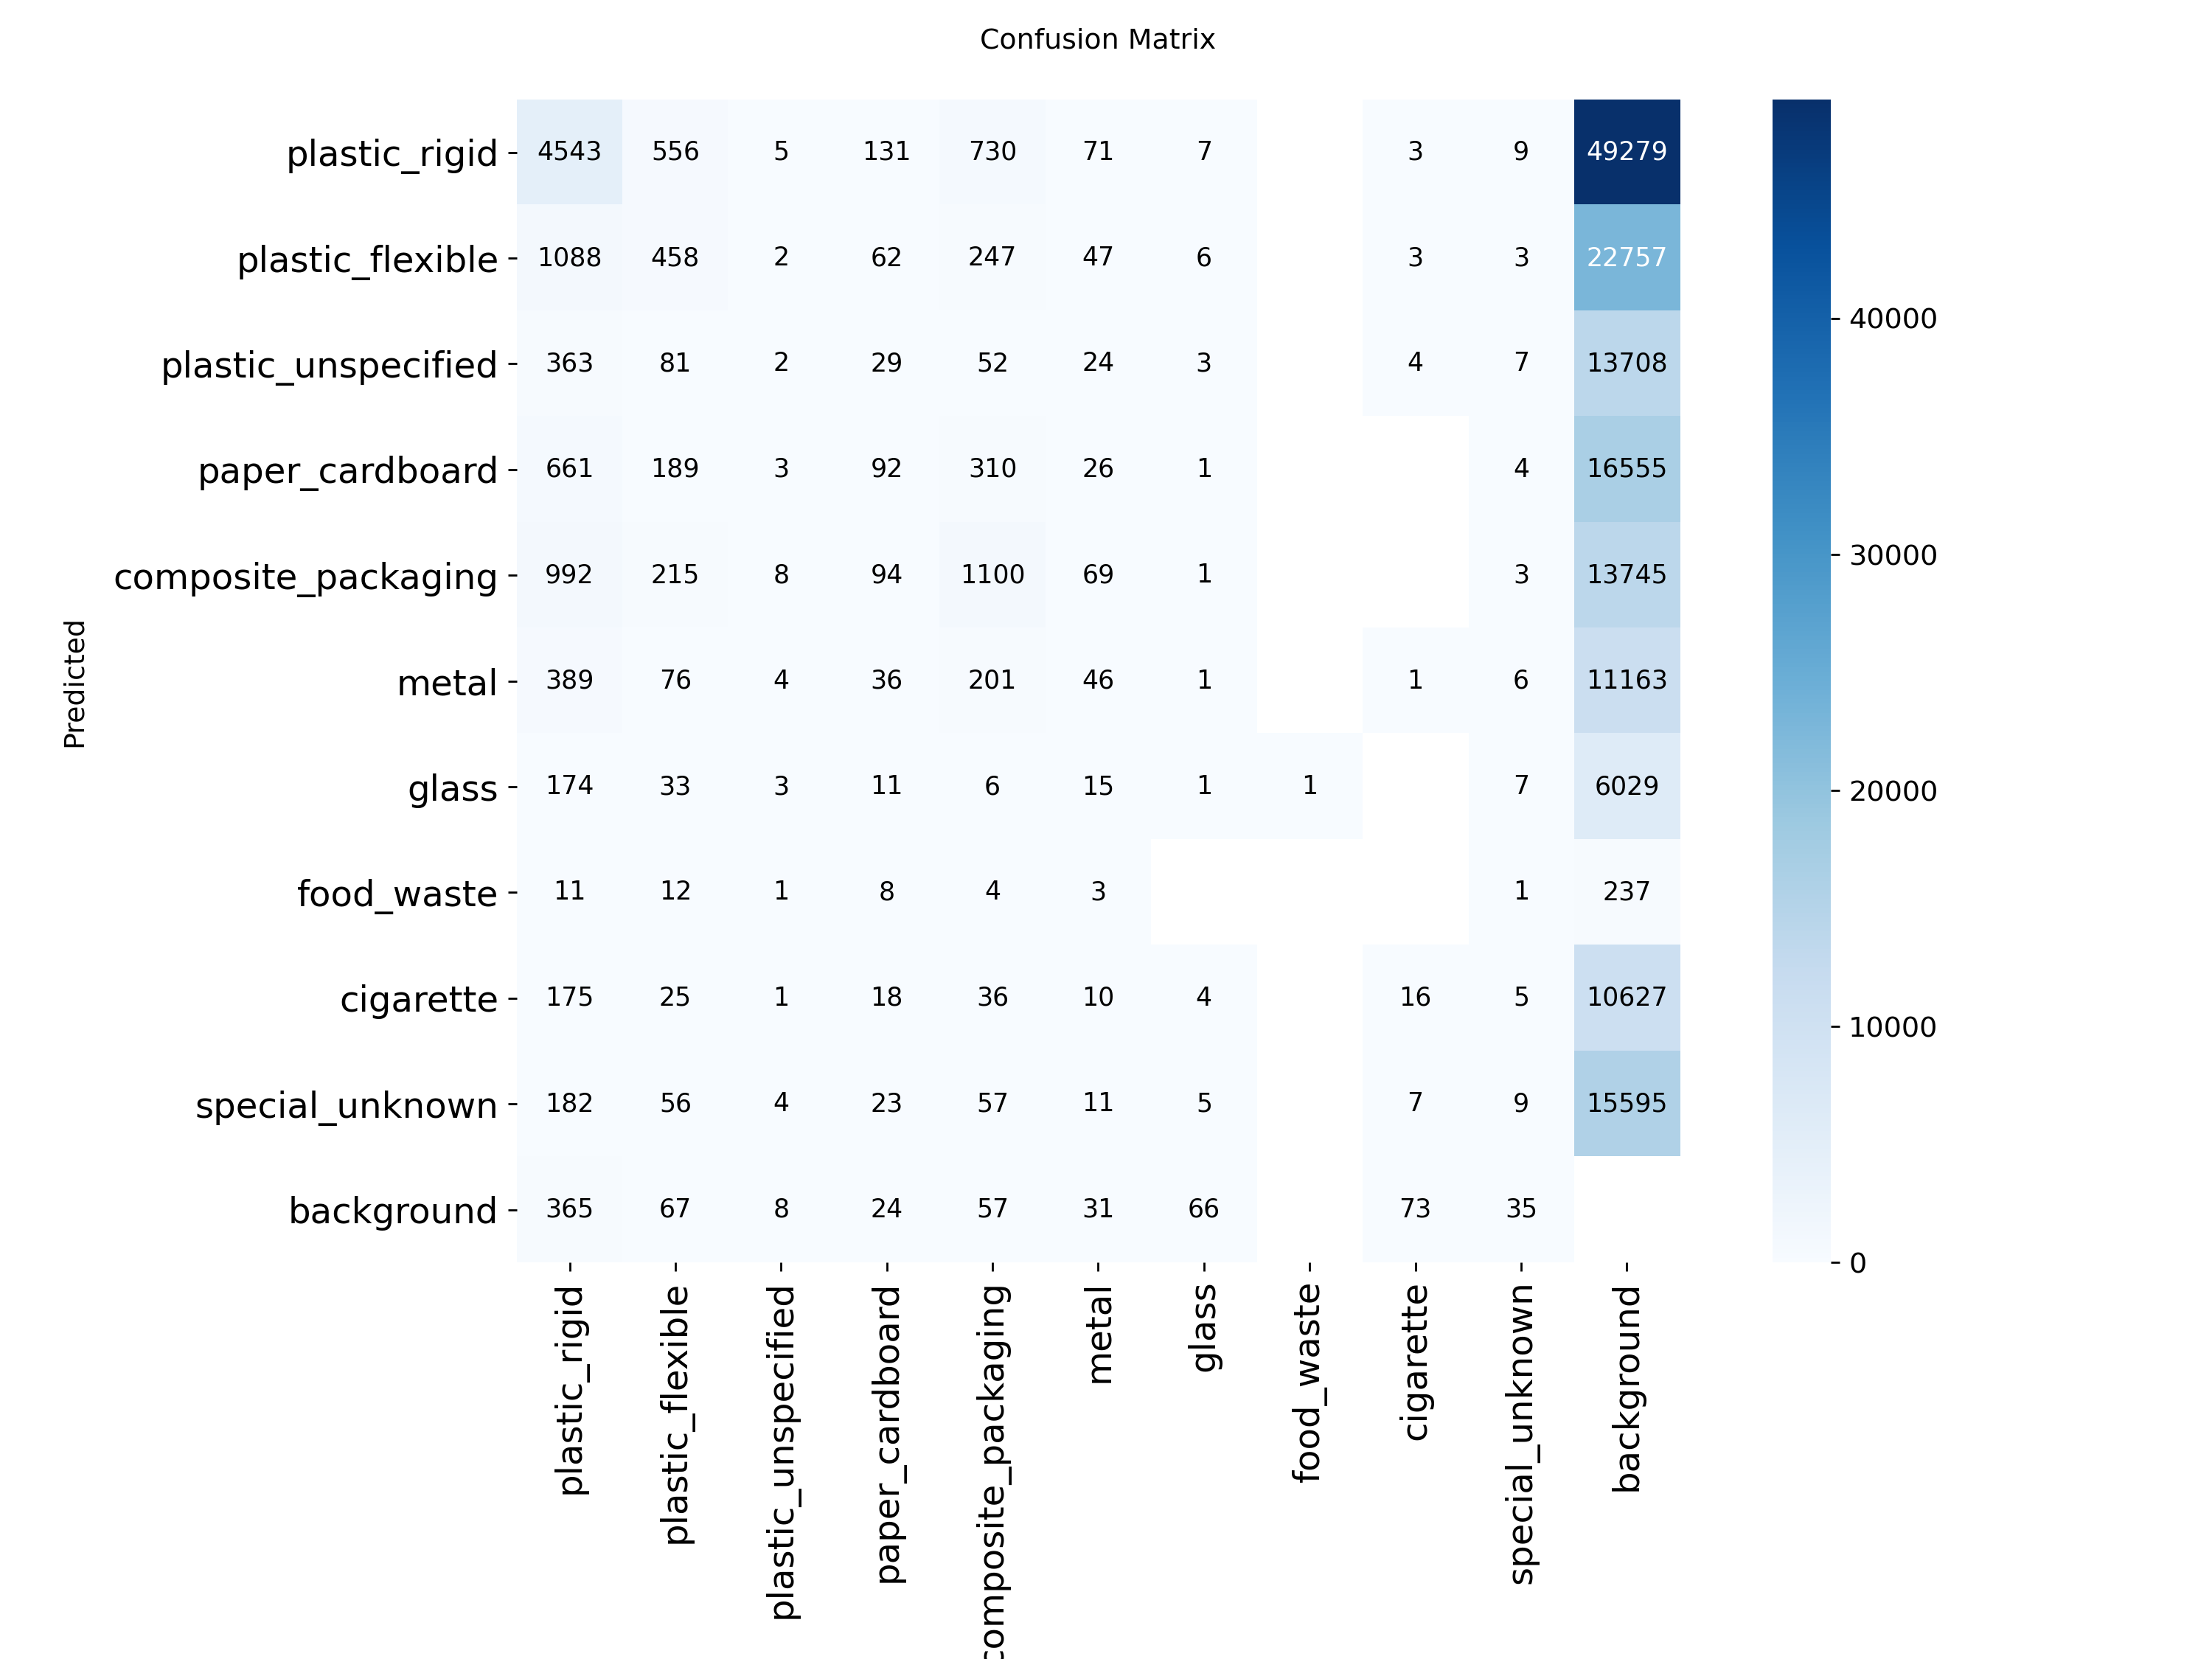 Confusion Matrix
plastic_rigid 4543 556 5 131 730 71 7 3 9 49279
plastic_flexible 1088 458 2 62 247 47 6 3 3 22757
plastic_unspecified 363 81 2 29 52 24 3 4 7 13708
paper_cardboard 661 189 3 92 310 26 1 4 16555
composite_packaging 992 215 8 94 1100 69 1 3 13745
metal 389 76 4 36 201 46 1 1 6 11163
glass 174 33 3 11 6 15 1 1 7 6029
food_waste 11 12 1 8 4 3 1 237
cigarette 175 25 1 18 36 10 4 16 5 10627
special_unknown 182 56 4 23 57 11 5 7 9 15595
background 365 67 8 24 57 31 66 73 35
Predicted
plastic_rigid
plastic_flexible
plastic_unspecified
paper_cardboard
composite_packaging
metal
glass
food_waste
cigarette
special_unknown
background
40000
30000
20000
10000
0